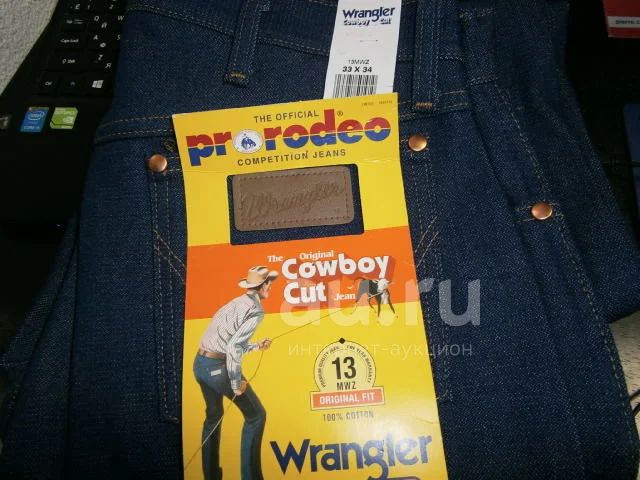 Wrangler
Cowboy Cut
13MWZ
33 X 34
THE OFFICIAL
prorodeo®
COMPETITION JEANS
Wrangler
The Original
Cowboy
Cut Jean
au.ru
интернет-аукцион
13
MWZ
ORIGINAL FIT
100% COTTON
Wrangler